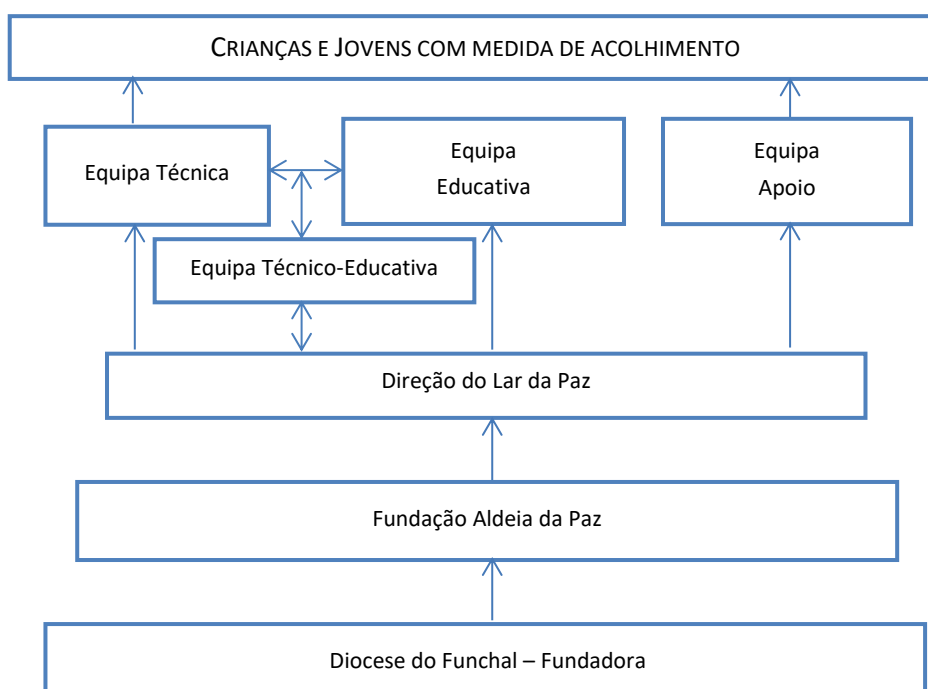 CRIANÇAS E JOVENS COM MEDIDA DE ACOLHIMENTO
Equipa Técnica
Equipa
Educativa
Equipa
Apoio
Equipa Técnico-Educativa
Direção do Lar da Paz
Fundação Aldeia da Paz
Diocese do Funchal – Fundadora